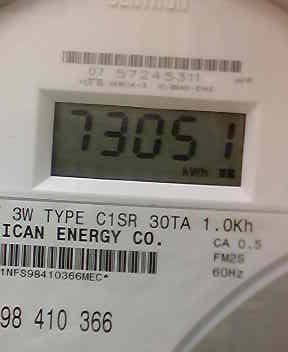 07 57245311
73051
kWh
3W TYPE C1SR 30TA 1.0Kh
ICAN ENERGY CO.
CA 0.5
FM2S
60Hz
1NFS98410366MEC*
98 410 366